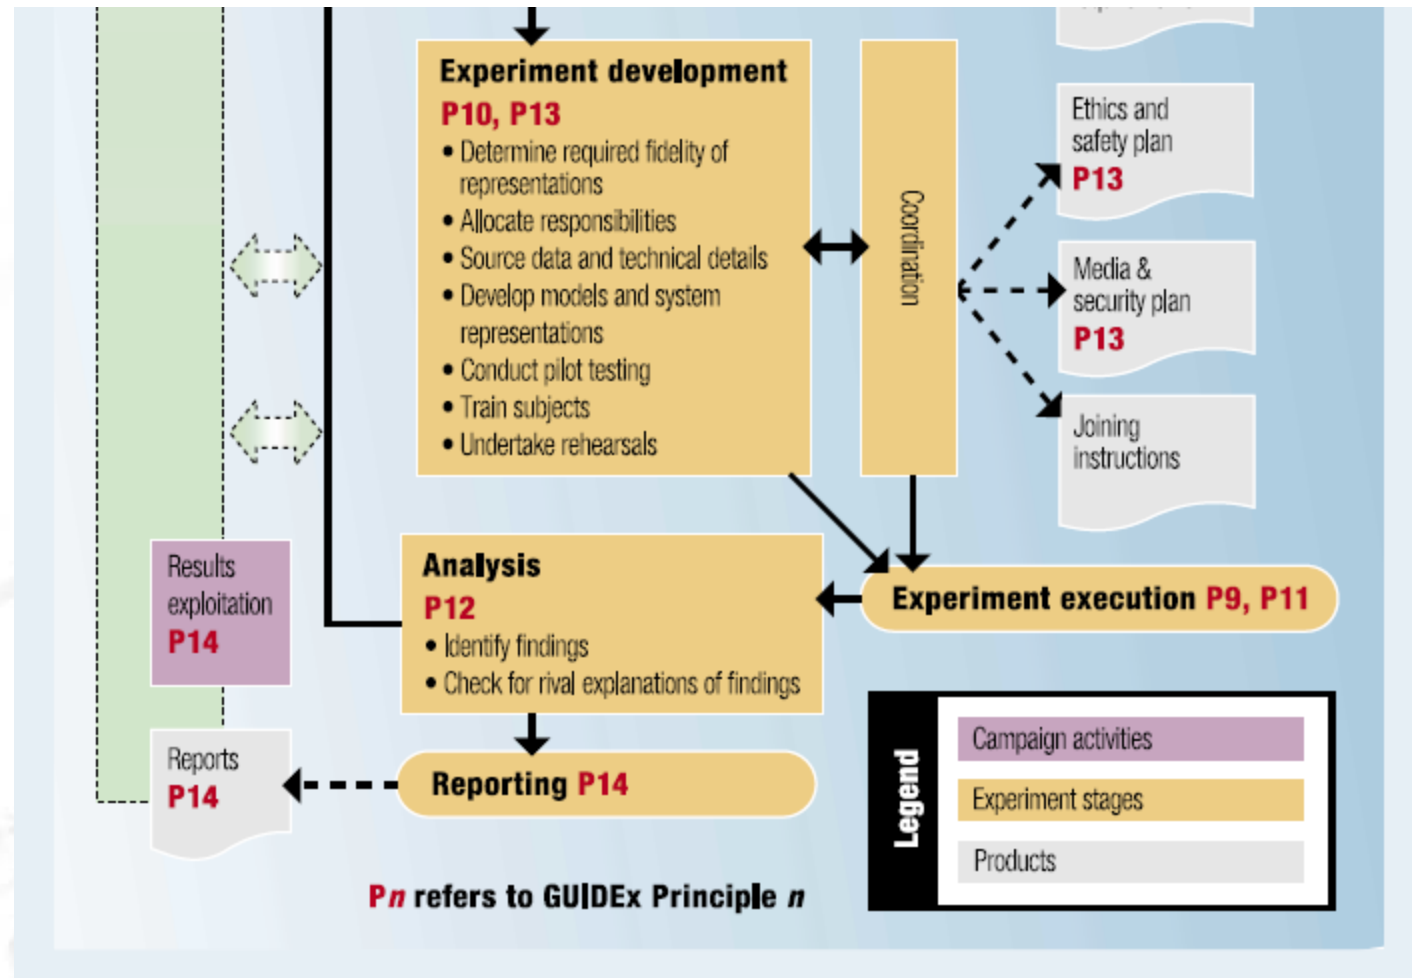 Experiment development
P10, P13
• Determine required fidelity of
representations
• Allocate responsibilities
• Source data and technical details
• Develop models and system
representations
• Conduct pilot testing
• Train subjects
• Undertake rehearsals
Coordination
Ethics and
safety plan
P13
Media &
security plan
P13
Joining
instructions
Results
exploitation
P14
Analysis
P12
• Identify findings
• Check for rival explanations of findings
Experiment execution P9, P11
Reports
P14
Reporting P14
Legend
Campaign activities
Experiment stages
Products
Pn refers to GUIDEx Principle n